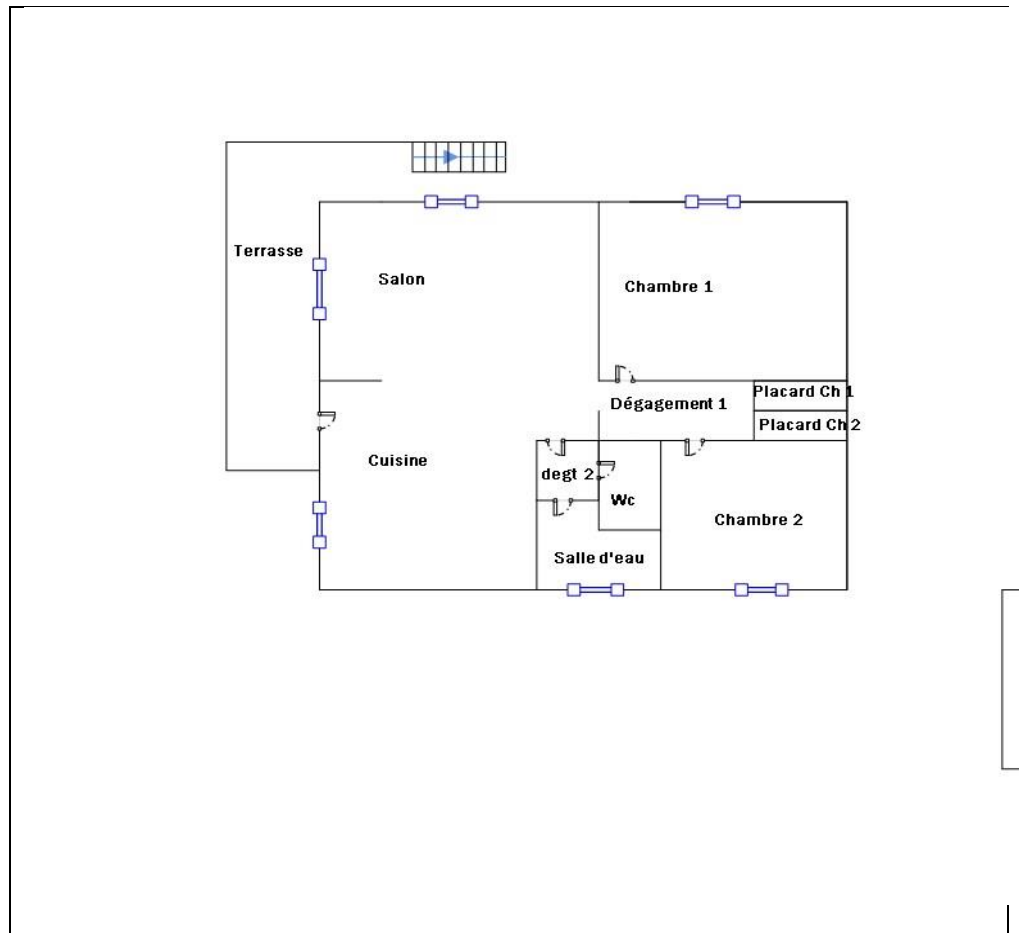 Terrasse
Salon
Chambre 1
Placard Ch 1
Dégagement 1
Placard Ch 2
Cuisine
degt 2
Wc
Chambre 2
Salle d'eau